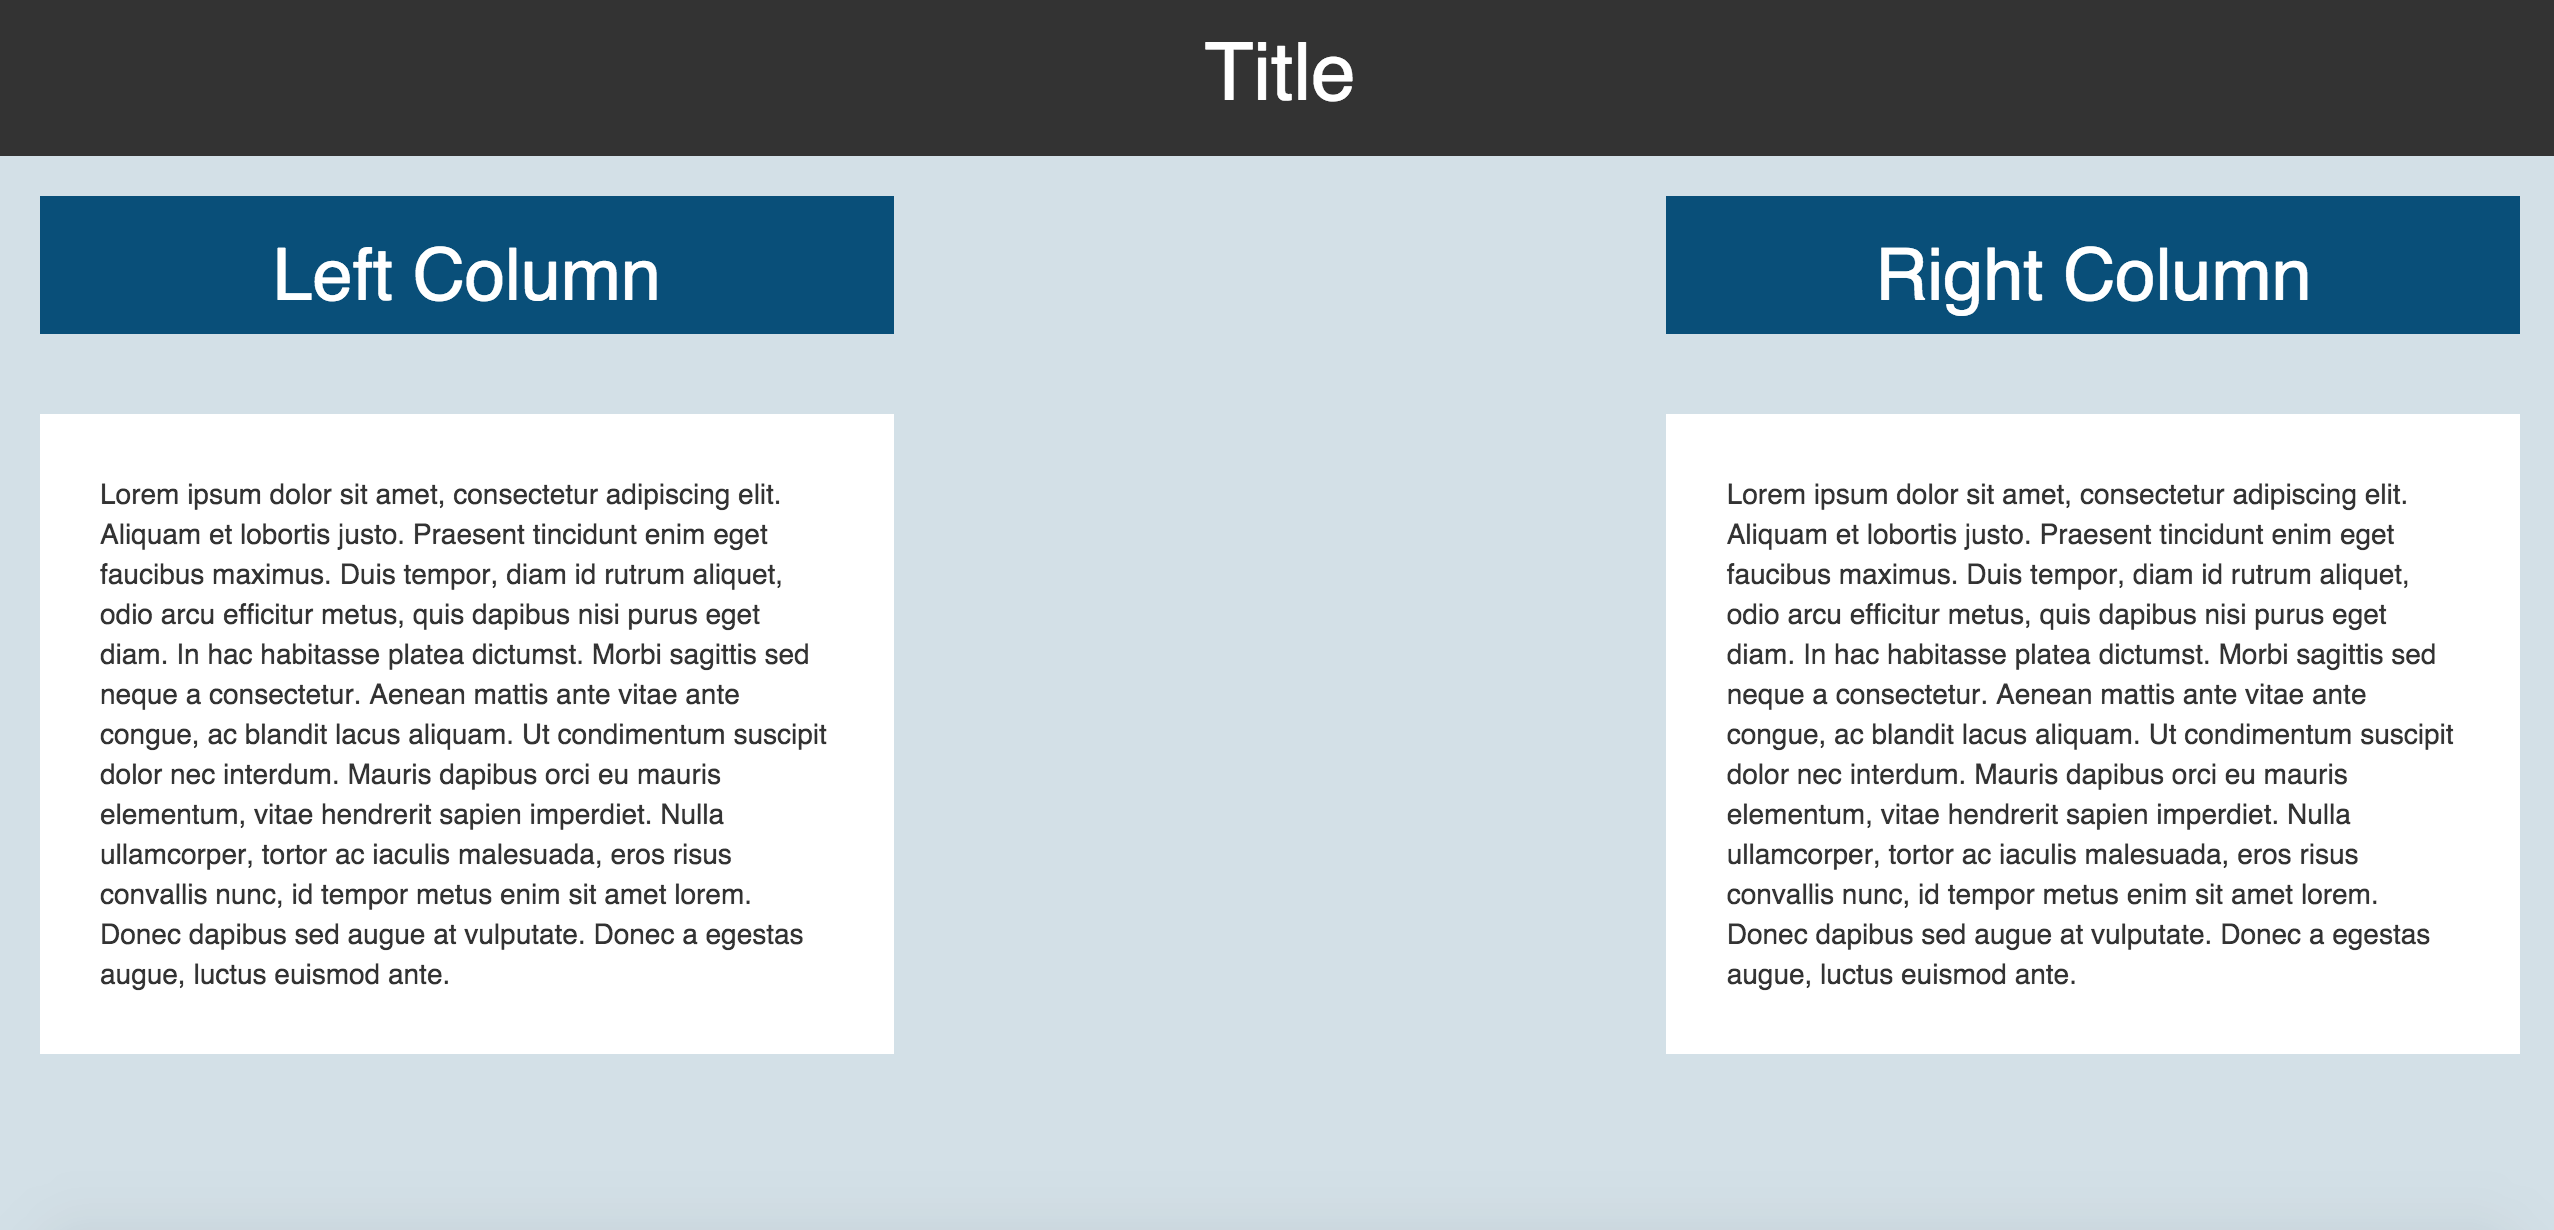 Title
Left Column
Lorem ipsum dolor sit amet, consectetur adipiscing elit.
Aliquam et lobortis justo. Praesent tincidunt enim eget
faucibus maximus. Duis tempor, diam id rutrum aliquet,
odio arcu efficitur metus, quis dapibus nisi purus eget
diam. In hac habitasse platea dictumst. Morbi sagittis sed
neque a consectetur. Aenean mattis ante vitae ante
congue, ac blandit lacus aliquam. Ut condimentum suscipit
dolor nec interdum. Mauris dapibus orci eu mauris
elementum, vitae hendrerit sapien imperdiet. Nulla
ullamcorper, tortor ac iaculis malesuada, eros risus
convallis nunc, id tempor metus enim sit amet lorem.
Donec dapibus sed augue at vulputate. Donec a egestas
augue, luctus euismod ante.
Right Column
Lorem ipsum dolor sit amet, consectetur adipiscing elit.
Aliquam et lobortis justo. Praesent tincidunt enim eget
faucibus maximus. Duis tempor, diam id rutrum aliquet,
odio arcu efficitur metus, quis dapibus nisi purus eget
diam. In hac habitasse platea dictumst. Morbi sagittis sed
neque a consectetur. Aenean mattis ante vitae ante
congue, ac blandit lacus aliquam. Ut condimentum suscipit
dolor nec interdum. Mauris dapibus orci eu mauris
elementum, vitae hendrerit sapien imperdiet. Nulla
ullamcorper, tortor ac iaculis malesuada, eros risus
convallis nunc, id tempor metus enim sit amet lorem.
Donec dapibus sed augue at vulputate. Donec a egestas
augue, luctus euismod ante.